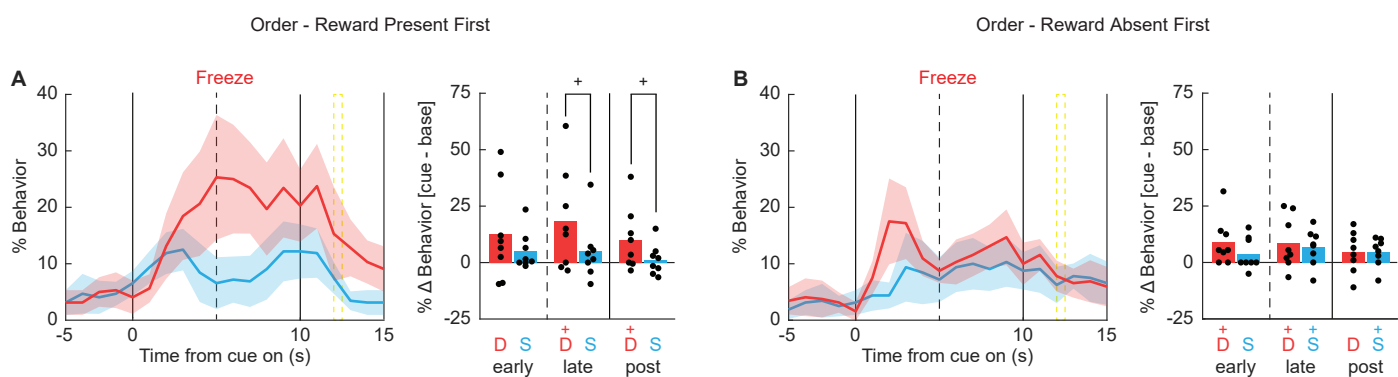 Order - Reward Present First
Order - Reward Absent First
A
Freeze
% Behavior
40
30
20
10
0
-5
0
5
10
15
Time from cue on (s)
% Δ Behavior [cue - base]
75
50
25
0
-25
+
+
+
+
D S
D S
D S
early
late
post
B
Freeze
% Behavior
40
30
20
10
0
-5
0
5
10
15
Time from cue on (s)
% Δ Behavior [cue - base]
75
50
25
0
-25
+
+ +
+
D S
D S
D S
early
late
post